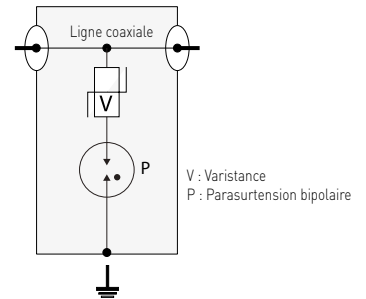 Ligne coaxiale
V
P
V : Varistance
P : Parasurtension bipolaire